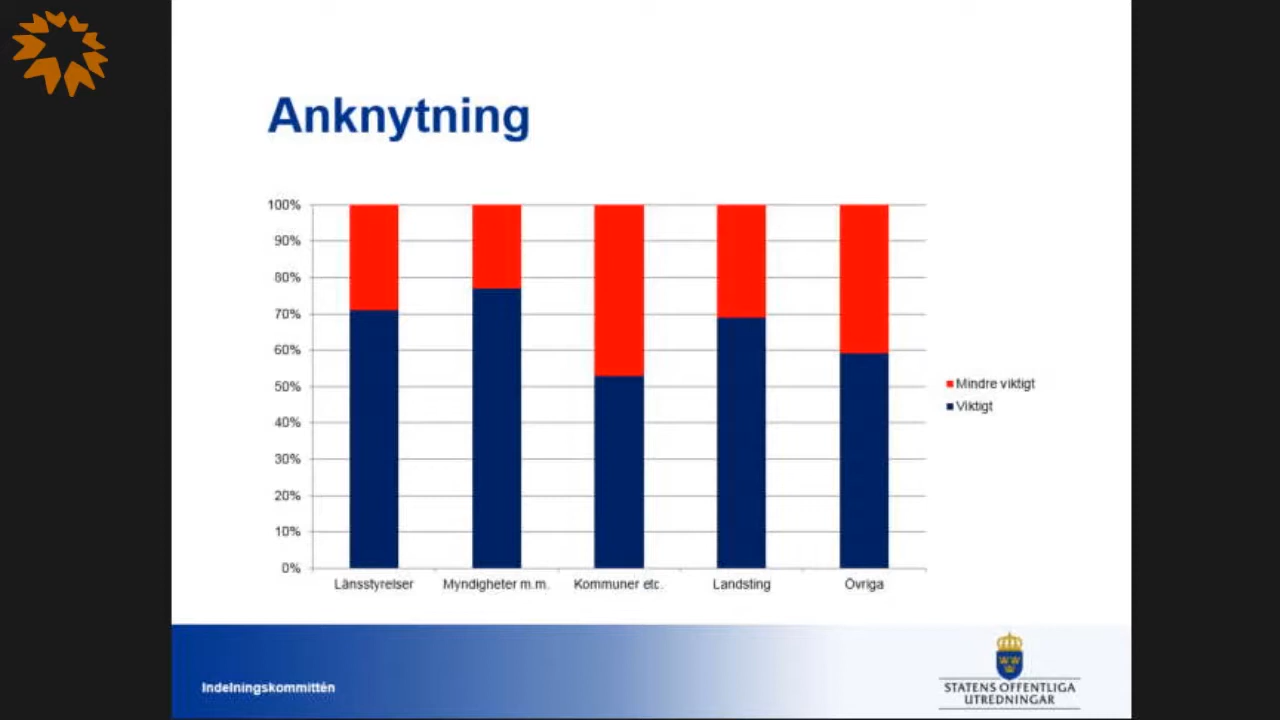 Anknytning
100%
90%
80%
70%
60%
50%
40%
30%
20%
10%
0%
Länsstyrelser
Myndigheter m.m.
Kommuner etc.
Landsting
Övriga
Mindre viktigt
Viktigt
Indelningskommittén
STATENS OFFENTLIGA
UTREDNINGAR